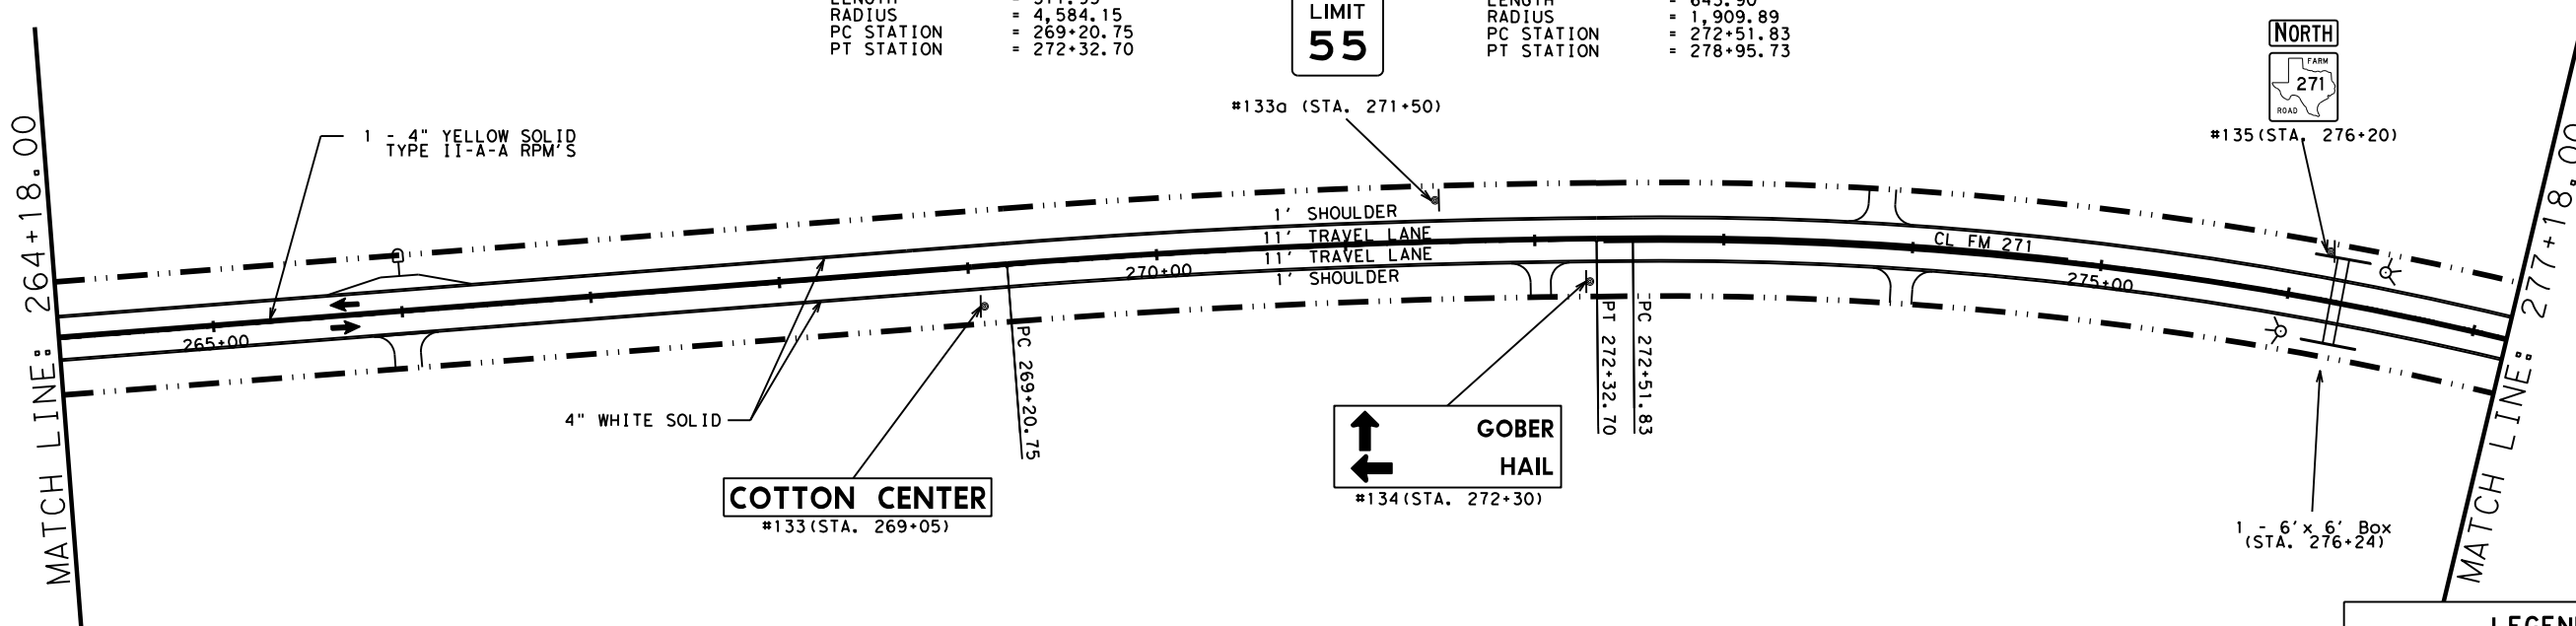 RADIUS = 4,584.15
PC STATION = 269+20.75
PT STATION = 272+32.70
LIMIT
55
RADIUS = 1,909.89
PC STATION = 272+51.83
PT STATION = 278+95.73
NORTH
FARM
271
ROAD
#133a (STA. 271+50)
#135(STA. 276+20)
1 - 4" YELLOW SOLID
TYPE II-A-A RPM'S
MATCH LINE: 264+18.00
1' SHOULDER
11' TRAVEL LANE
11' TRAVEL LANE
1' SHOULDER
CL FM 271
265+00
270+00
275+00
PC 269+20.75
PT 272+32.70
PC 272+51.83
4" WHITE SOLID
COTTON CENTER
#133(STA. 269+05)
GOBER
HAIL
#134(STA. 272+30)
1 - 6'x 6' Box
(STA. 276+24)
MATCH LINE: 277+18.00